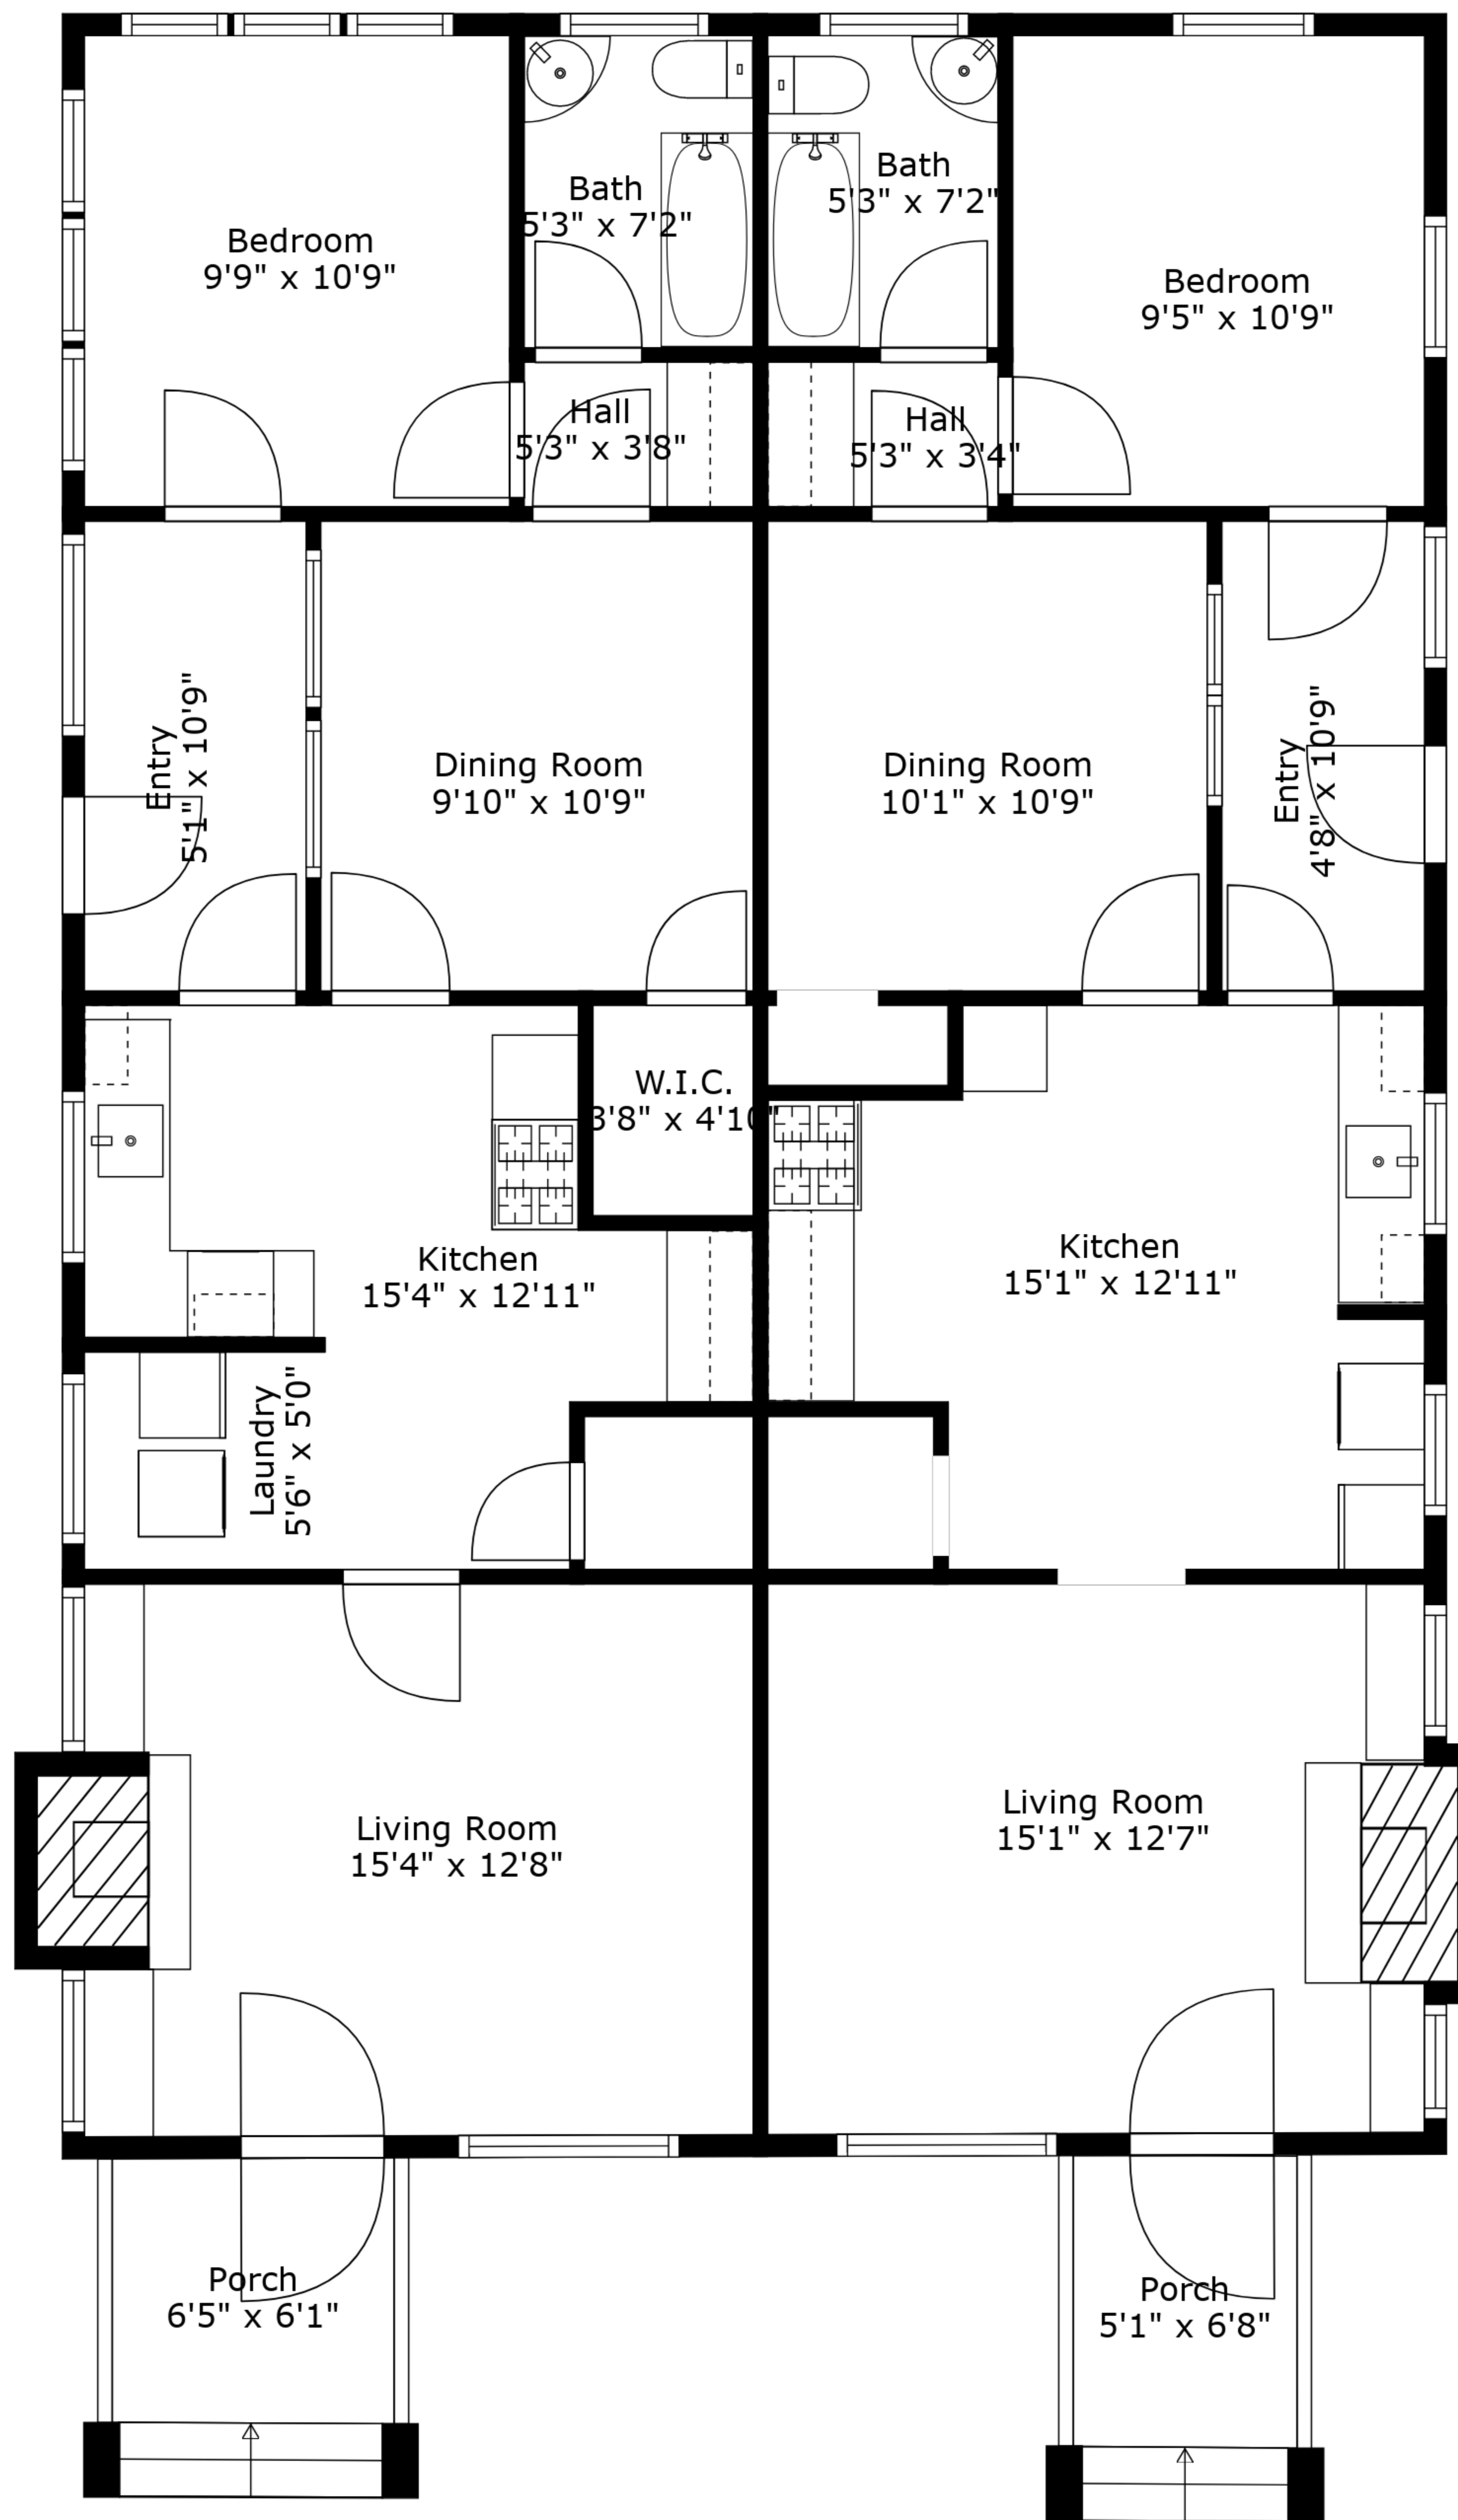 Bath
5'3" x 7'2"
Bath
5'3" x 7'2"
Bedroom
9'9" x 10'9"
Bedroom
9'5" x 10'9"
Hall
5'3" x 3'8"
Hall
5'3" x 3'4"
Entry
5'1" x 10'9"
Dining Room
9'10" x 10'9"
Dining Room
10'1" x 10'9"
Entry
4'8" x 10'9"
W.I.C.
3'8" x 4'10"
Kitchen
15'4" x 12'11"
Kitchen
15'1" x 12'11"
Laundry
5'6" x 5'0"
Living Room
15'4" x 12'8"
Living Room
15'1" x 12'7"
Porch
6'5" x 6'1"
Porch
5'1" x 6'8"